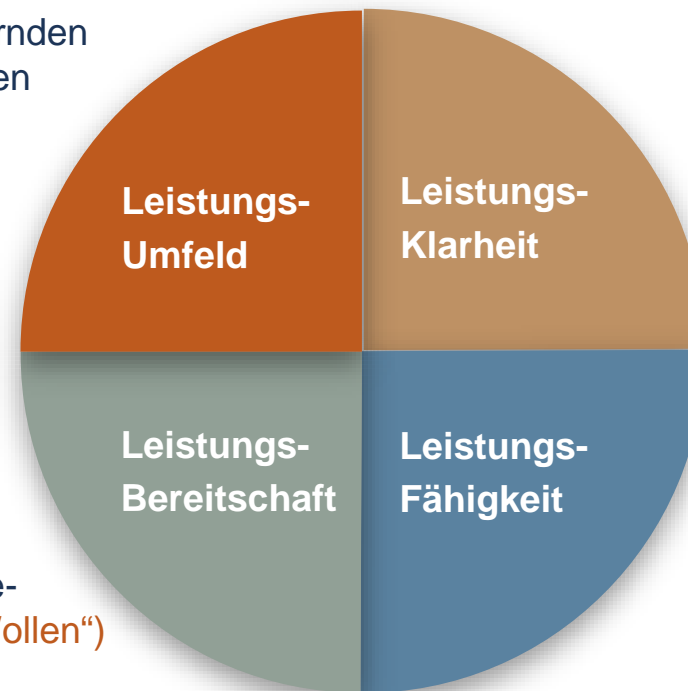 rnden
en
Leistungs-
Umfeld
Leistungs-
Klarheit
Leistungs-
Bereitschaft
Leistungs-
Fähigkeit
e-
ollen“)